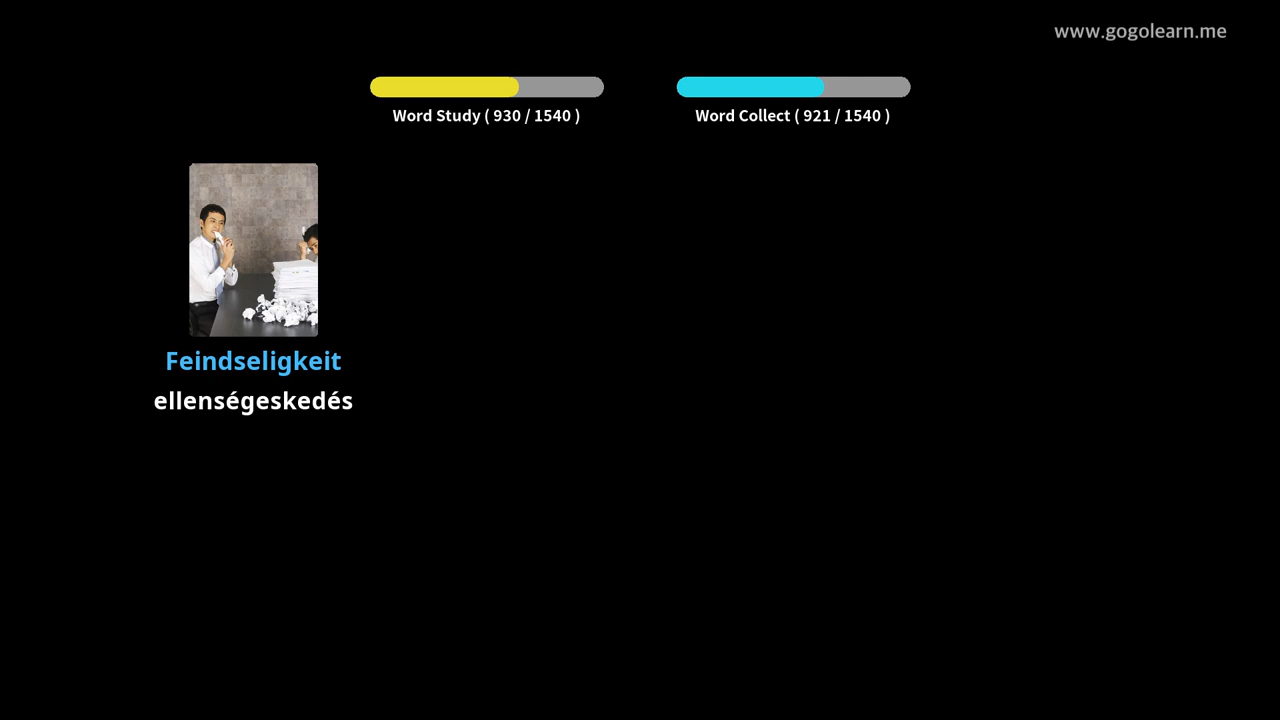 www.gogolearn.me
Word Study ( 930 / 1540 )
Word Collect ( 921 / 1540 )
Feindseligkeit
ellenségeskedés